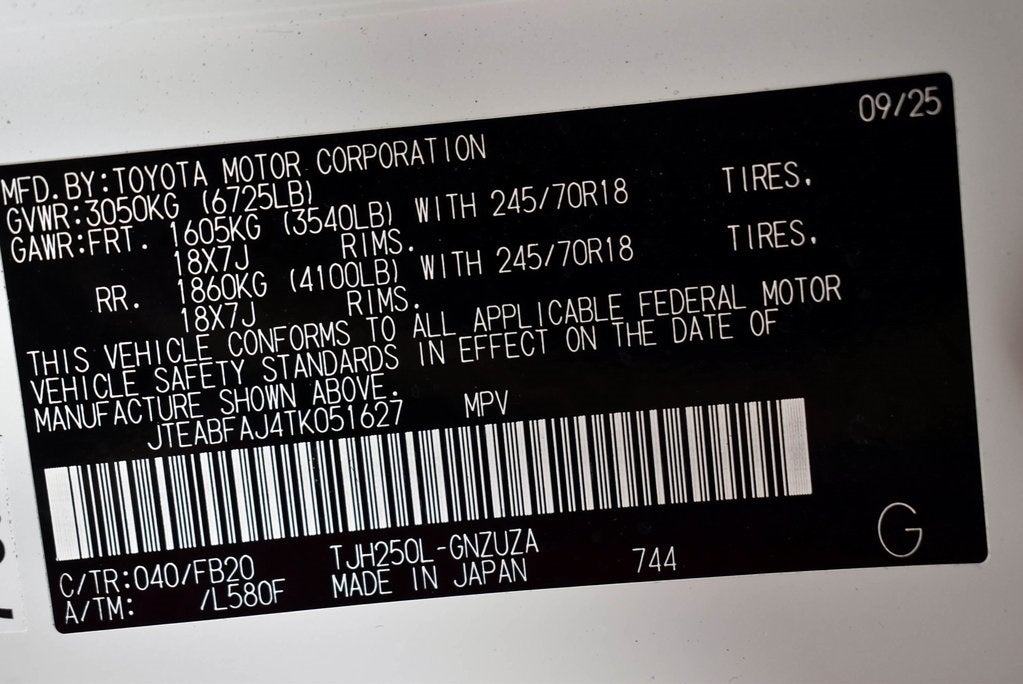 09/25
MFD.BY:TOYOTA MOTOR CORPORATION
GVWR:3050KG (6725LB)
GAWR:FRT. 1605KG (3540LB) WITH 245/70R18 TIRES,
18X7J RIMS.
RR. 1860KG (4100LB) WITH 245/70R18 TIRES,
18X7J RIMS.
THIS VEHICLE CONFORMS TO ALL APPLICABLE FEDERAL MOTOR
VEHICLE SAFETY STANDARDS IN EFFECT ON THE DATE OF
MANUFACTURE SHOWN ABOVE.
JTEABFAJ4TK051627 MPV
C/TR:040/FB20 TJH250L-GNZUZA
A/TM: /L580F MADE IN JAPAN 744
G